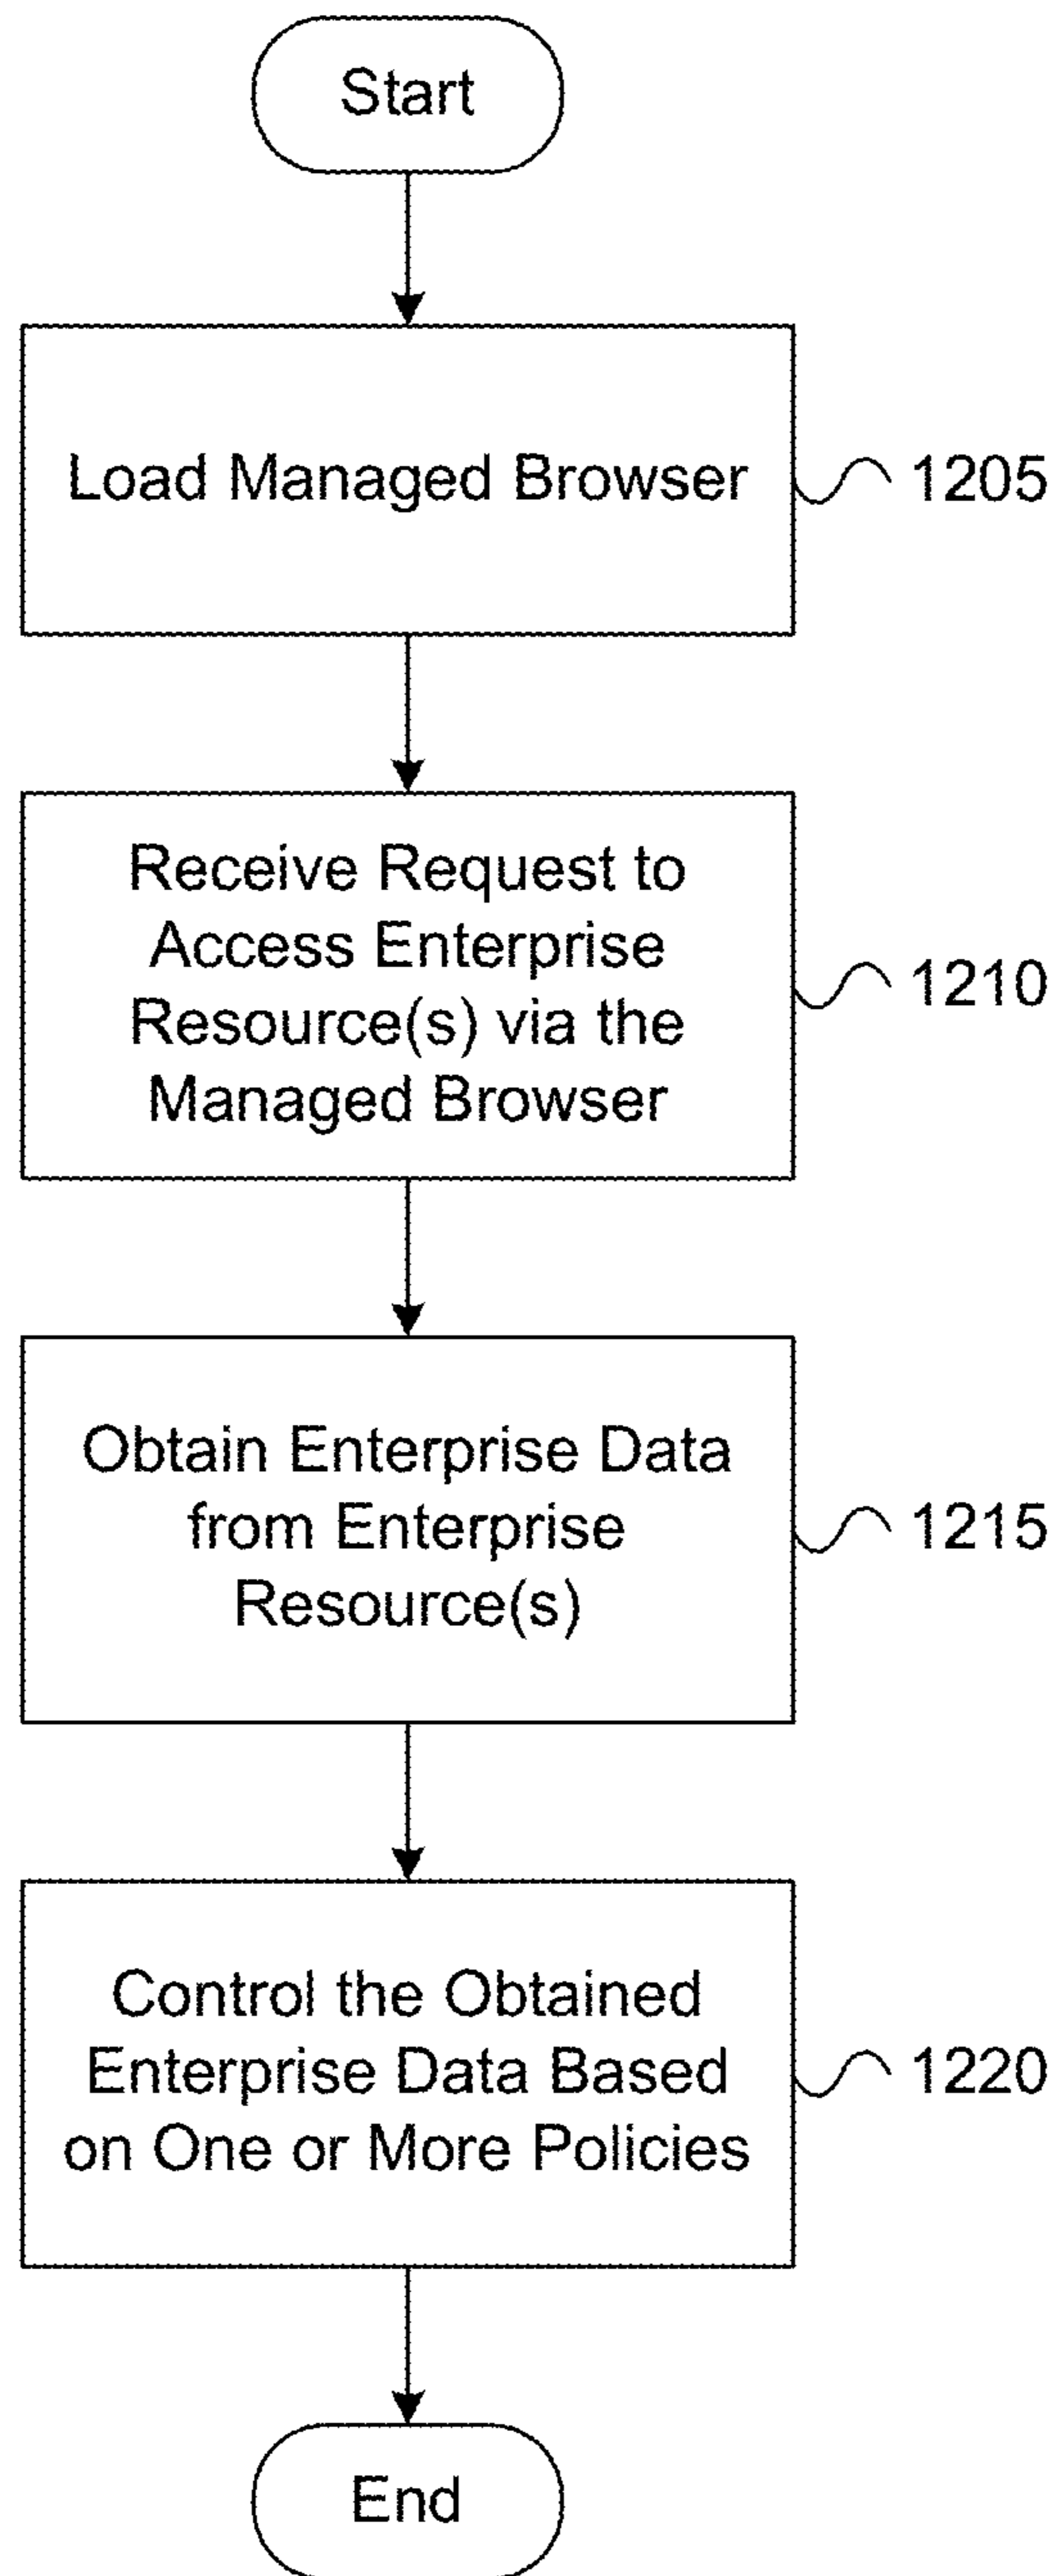 Start
Load Managed Browser
1205
Receive Request to
Access Enterprise
Resource(s) via the
Managed Browser
1210
Obtain Enterprise Data
from Enterprise
Resource(s)
1215
Control the Obtained
Enterprise Data Based
on One or More Policies
1220
End